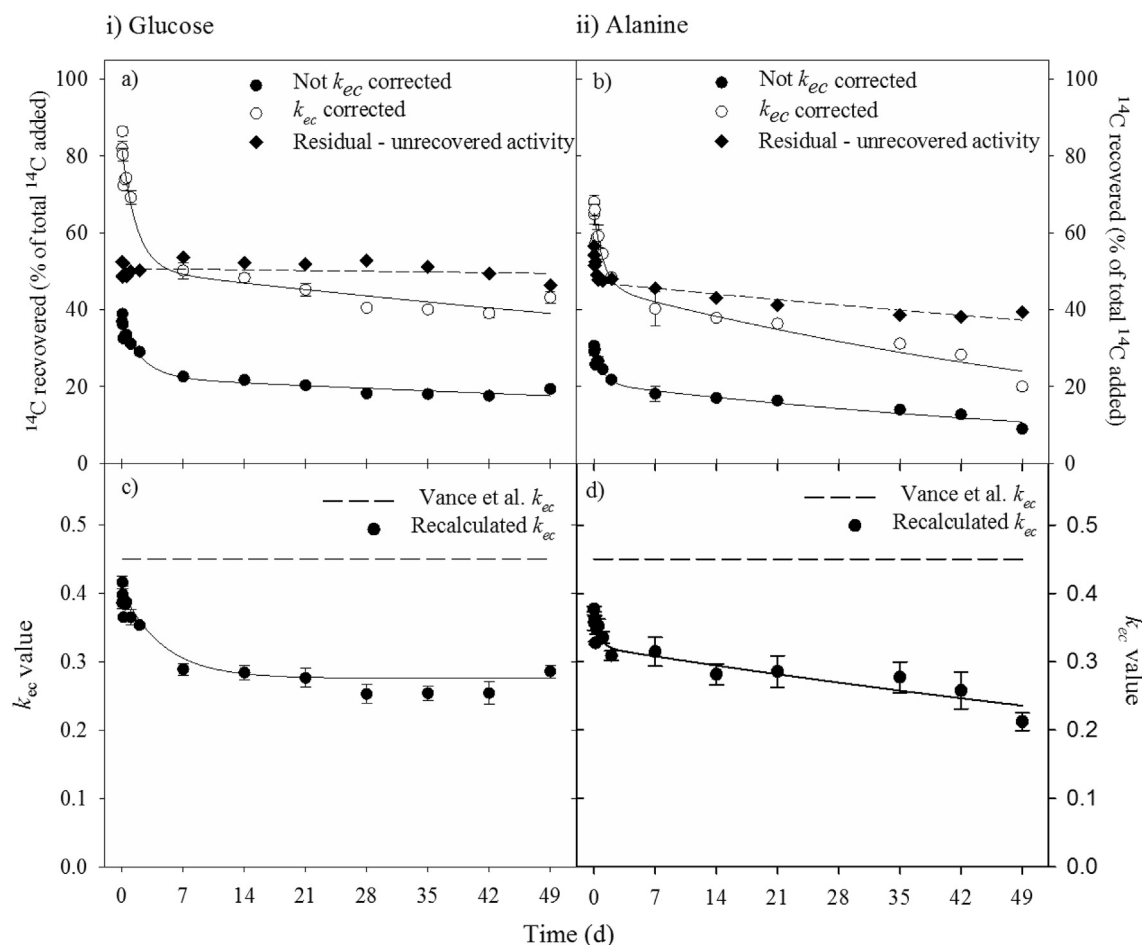 i) Glucose
ii) Alanine
a)
Not kec corrected
kec corrected
Residual - unrecovered activity
b)
Not kec corrected
kec corrected
Residual - unrecovered activity
100
80
60
40
20
0
14C recvovered (% of total 14C added)
100
80
60
40
20
0
14C recovered (% of total 14C added)
c)
Vance et al. kec
Recalculated kec
d)
Vance et al. kec
Recalculated kec
0.5
0.4
0.3
0.2
0.1
0.0
kec value
0.5
0.4
0.3
0.2
0.1
0.0
kec value
0 7 14 21 28 35 42 49
0 7 14 21 28 35 42 49
Time (d)